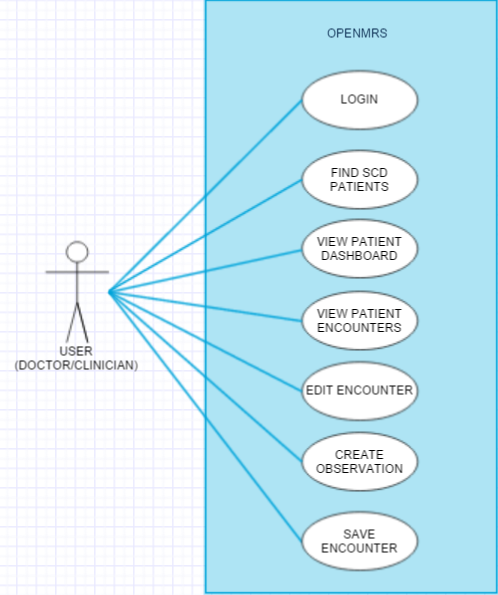 OPENMRS
LOGIN
FIND SCD
PATIENTS
VIEW PATIENT
DASHBOARD
VIEW PATIENT
ENCOUNTERS
USER
(DOCTOR/CLINICIAN)
EDIT ENCOUNTER
CREATE
OBSERVATION
SAVE
ENCOUNTER